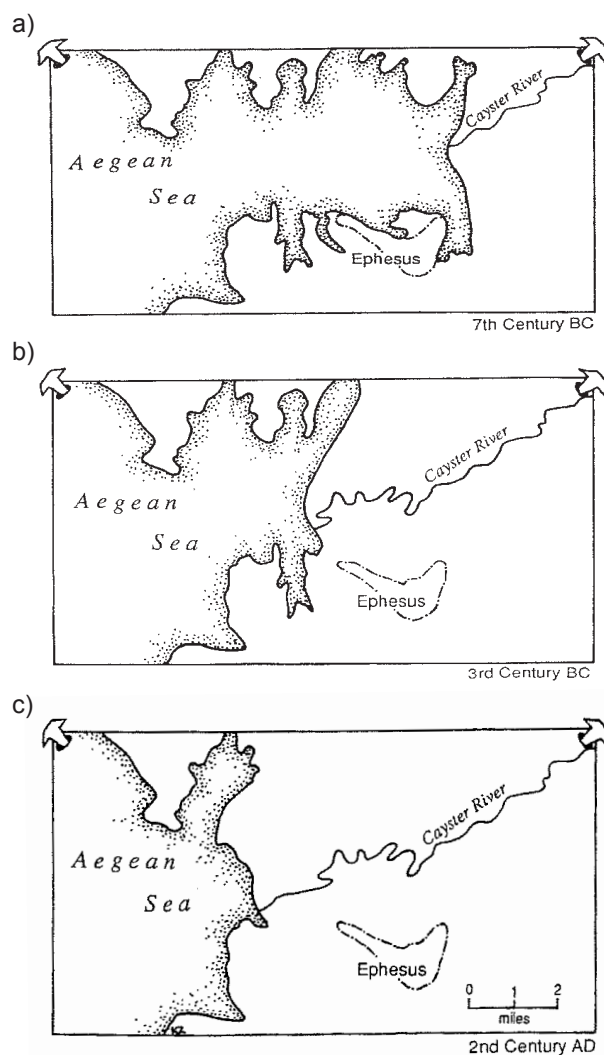 a)
Cayster River
Aegean
Sea
Ephesus
7th Century BC
b)
Cayster River
Aegean
Sea
Ephesus
3rd Century BC
c)
Cayster River
Aegean
Sea
Ephesus
0 1 2
miles
2nd Century AD